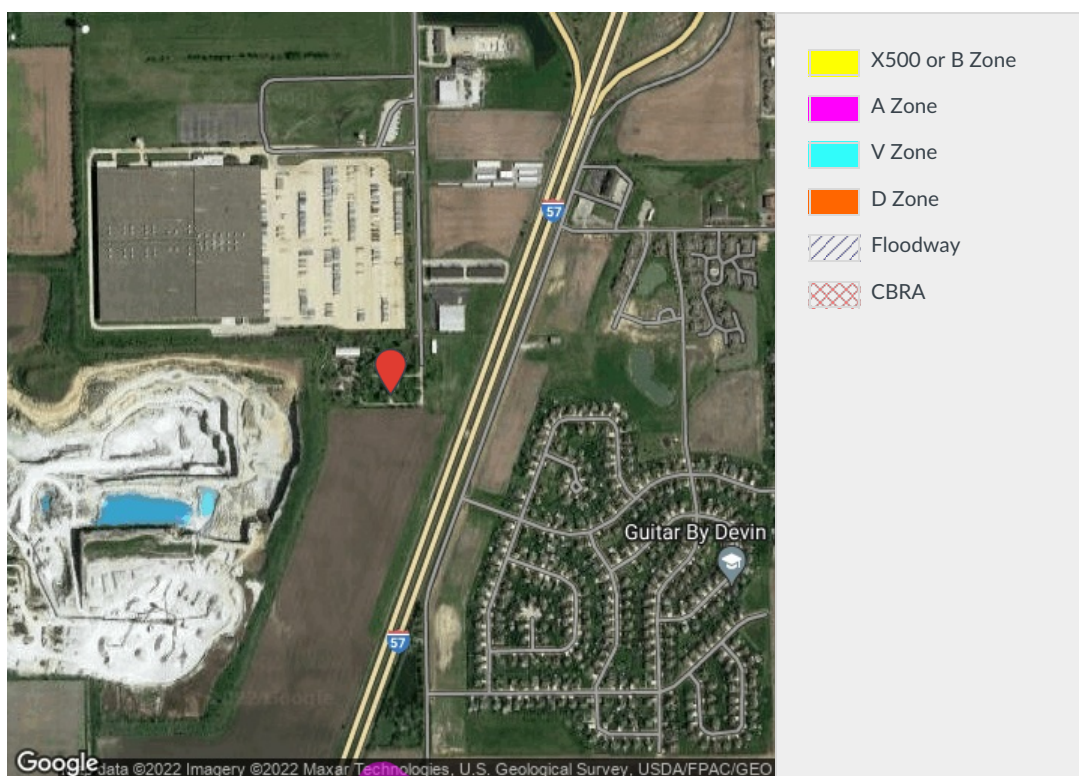 X500 or B Zone
A Zone
V Zone
D Zone
Floodway
CBRA
57
Guitar By Devin
57
Google
data ©2022 Imagery ©2022 Maxar Technologies, U.S. Geological Survey, USDA/FPAC/GEO